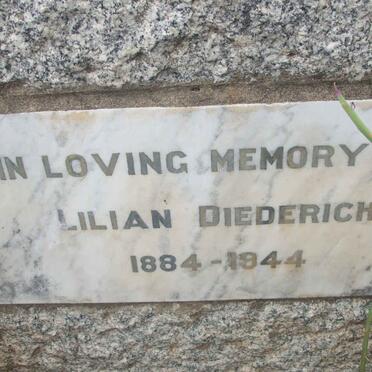 IN LOVING MEMORY
LILIAN DIEDERICH
1884-1944